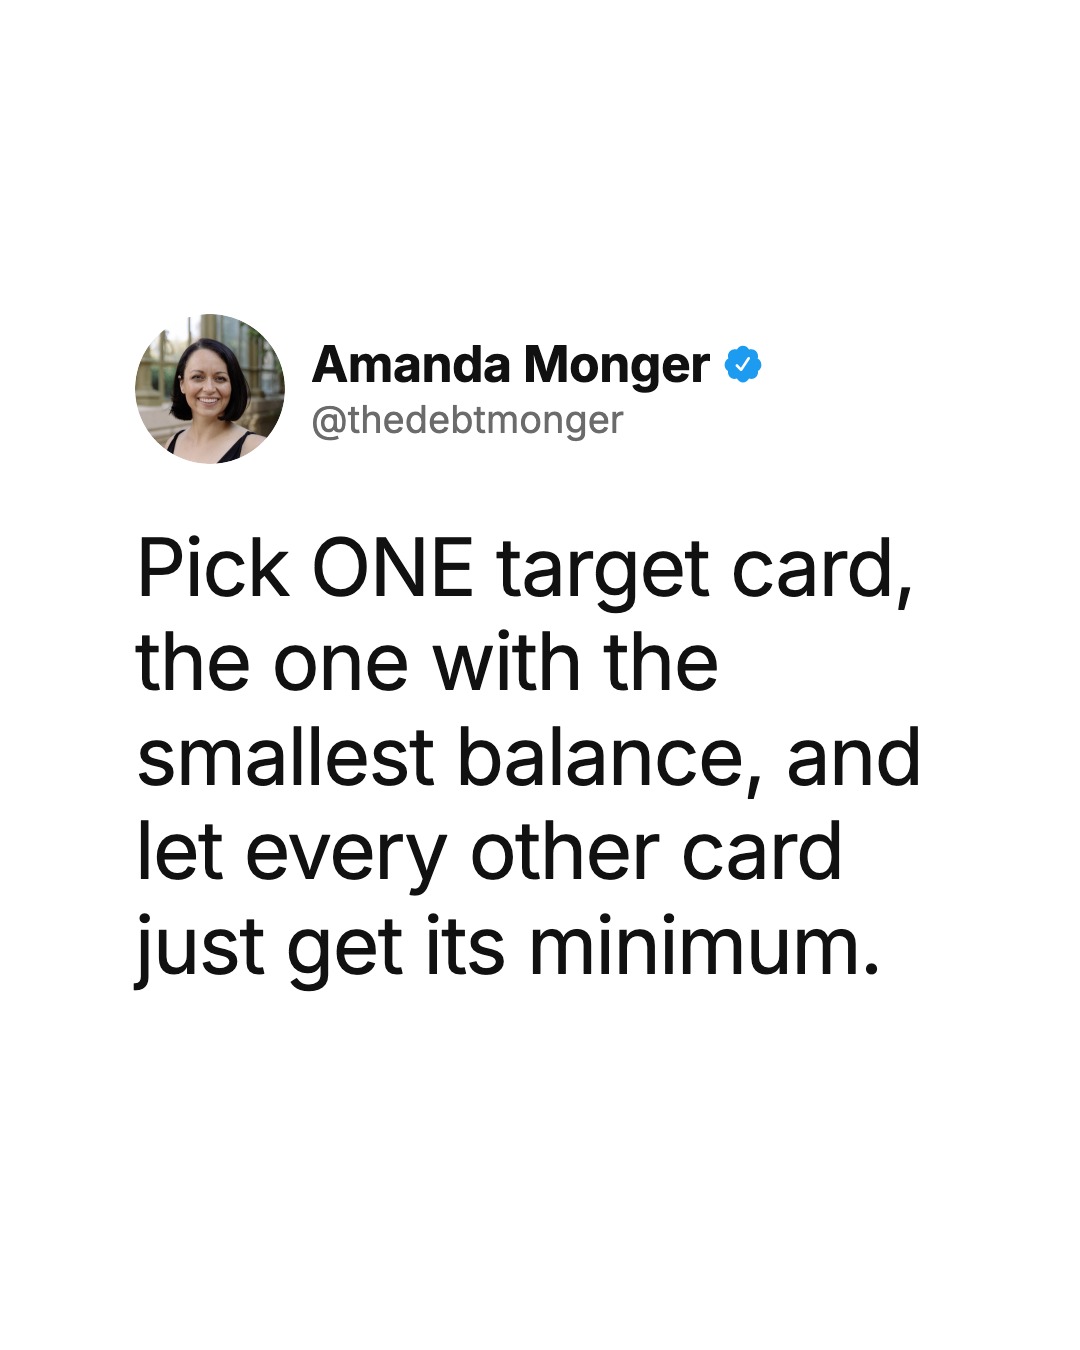 Amanda Monger
@thedebtmonger
Pick ONE target card,
the one with the
smallest balance, and
let every other card
just get its minimum.